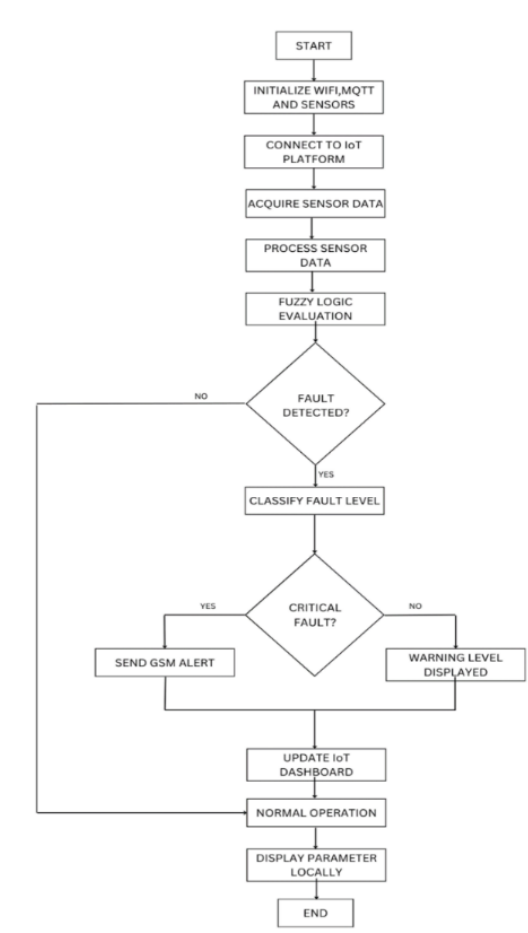 START
INITIALIZE WIFI,MQTT
AND SENSORS
CONNECT TO IoT
PLATFORM
ACQUIRE SENSOR DATA
PROCESS SENSOR
DATA
FUZZY LOGIC
EVALUATION
NO
FAULT
DETECTED?
YES
CLASSIFY FAULT LEVEL
YES
CRITICAL
FAULT?
NO
SEND GSM ALERT
WARNING LEVEL
DISPLAYED
UPDATE IoT
DASHBOARD
NORMAL OPERATION
DISPLAY PARAMETER
LOCALLY
END